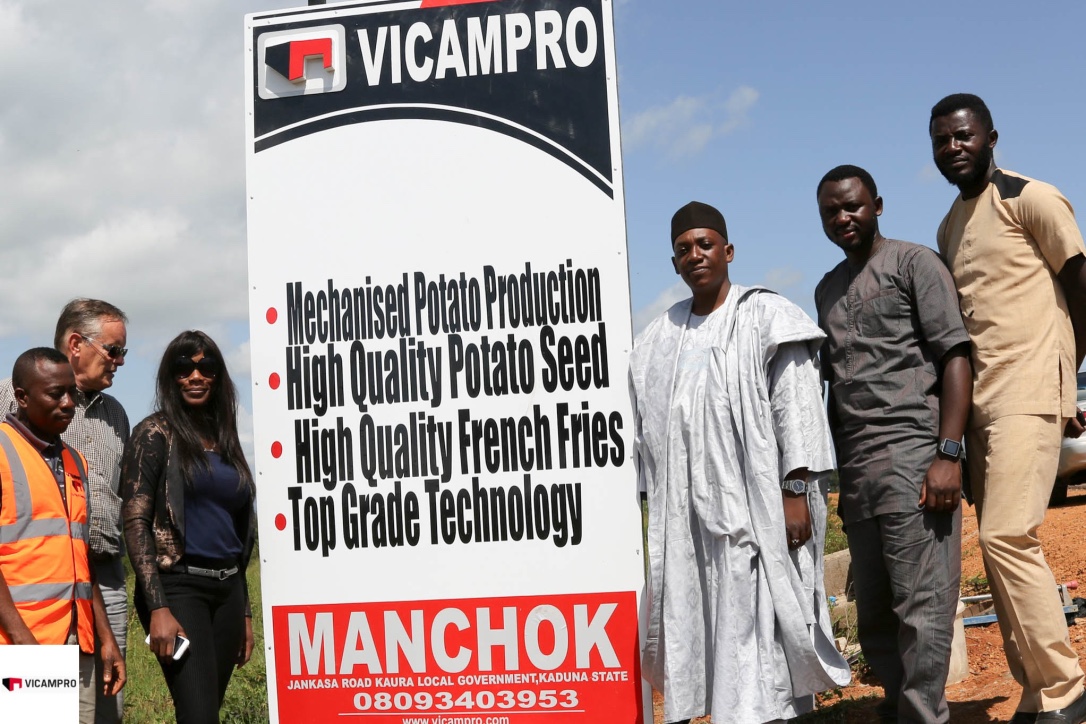 VICAMPRO
Mechanised Potato Production
High Quality Potato Seed
High Quality French Fries
Top Grade Technology
MANCHOK
JANKASA ROAD KAURA LOCAL GOVERNMENT,KADUNA STATE
08093403953
www.vicampro.com
VICAMPRO